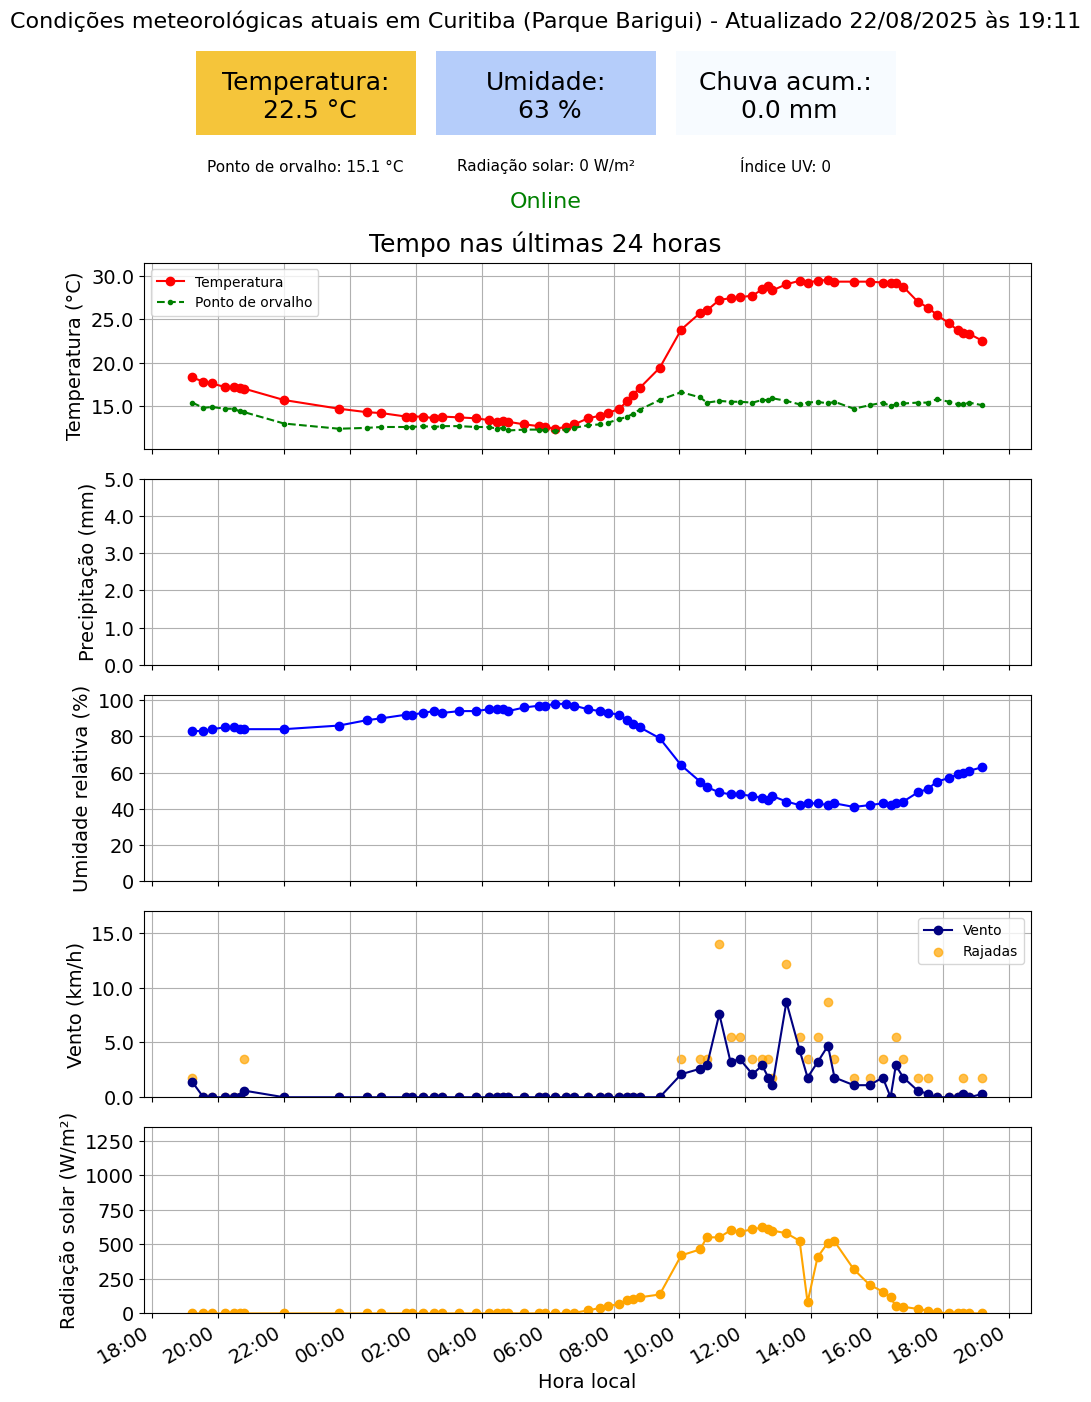 Condições meteorológicas atuais em Curitiba (Parque Barigui) - Atualizado 22/08/2025 às 19:11
Temperatura:
22.5 °C
Umidade:
63 %
Chuva acum.:
0.0 mm
Ponto de orvalho: 15.1 °C
Radiação solar: 0 W/m²
Índice UV: 0
Online
Tempo nas últimas 24 horas
Temperatura (°C)
30.0
25.0
20.0
15.0
Temperatura
Ponto de orvalho
Precipitação (mm)
5.0
4.0
3.0
2.0
1.0
0.0
Umidade relativa (%)
100
80
60
40
20
0
Vento (km/h)
15.0
10.0
5.0
0.0
Vento
Rajadas
Radiação solar (W/m²)
1250
1000
750
500
250
0
18:00
20:00
22:00
00:00
02:00
04:00
06:00
08:00
10:00
12:00
14:00
16:00
18:00
20:00
Hora local